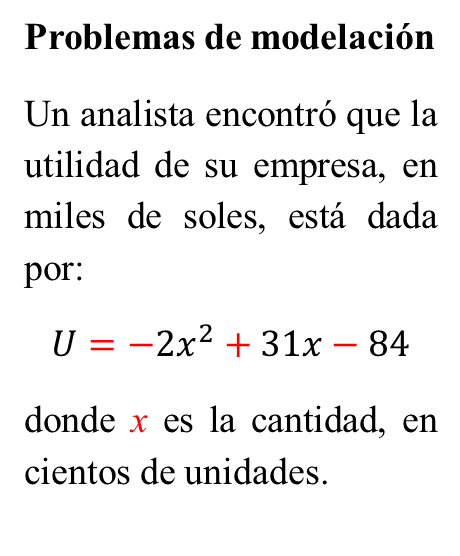 Problemas de modelación
Un analista encontró que la
utilidad de su empresa, en
miles de soles, está dada
por:
U = −2x² + 31x − 84
donde x es la cantidad, en
cientos de unidades.